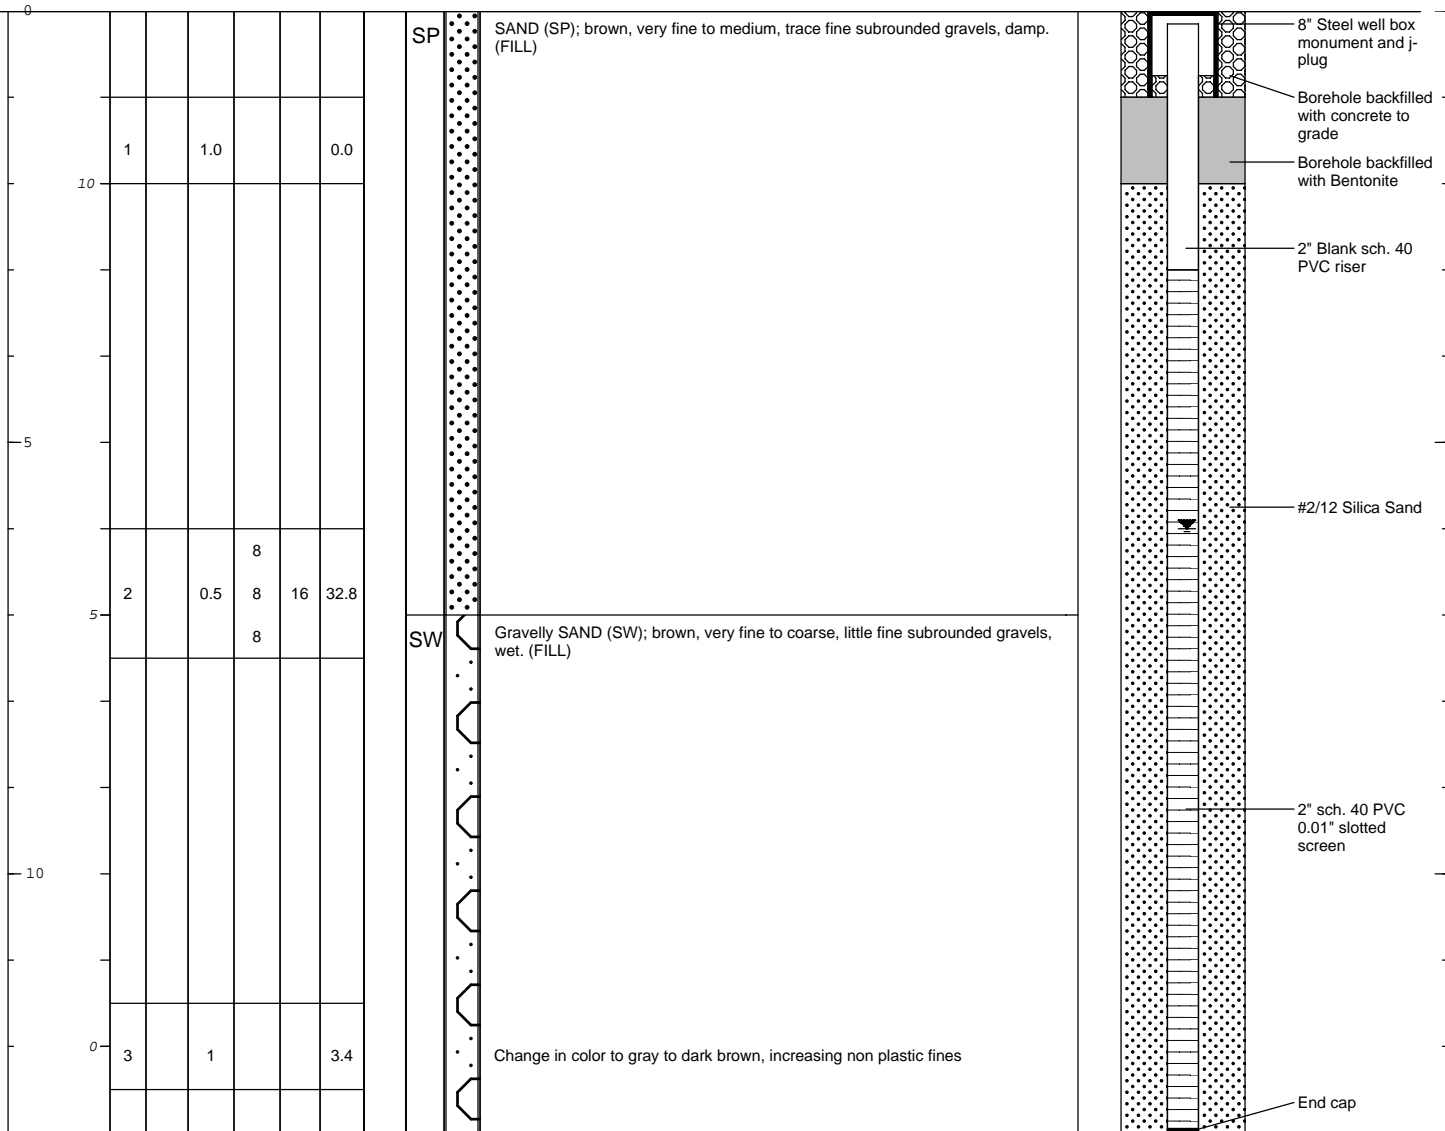 0
SP
SAND (SP); brown, very fine to medium, trace fine subrounded gravels, damp.
(FILL)
8" Steel well box
monument and j-
plug
Borehole backfilled
with concrete to
grade
1 1.0 0.0
Borehole backfilled
with Bentonite
10
2" Blank sch. 40
PVC riser
5
#2/12 Silica Sand
8
2 0.5 8 16 32.8
8
5
SW
Gravelly SAND (SW); brown, very fine to coarse, little fine subrounded gravels,
wet. (FILL)
2" sch. 40 PVC
0.01" slotted
screen
10
0
3 1 3.4
Change in color to gray to dark brown, increasing non plastic fines
End cap